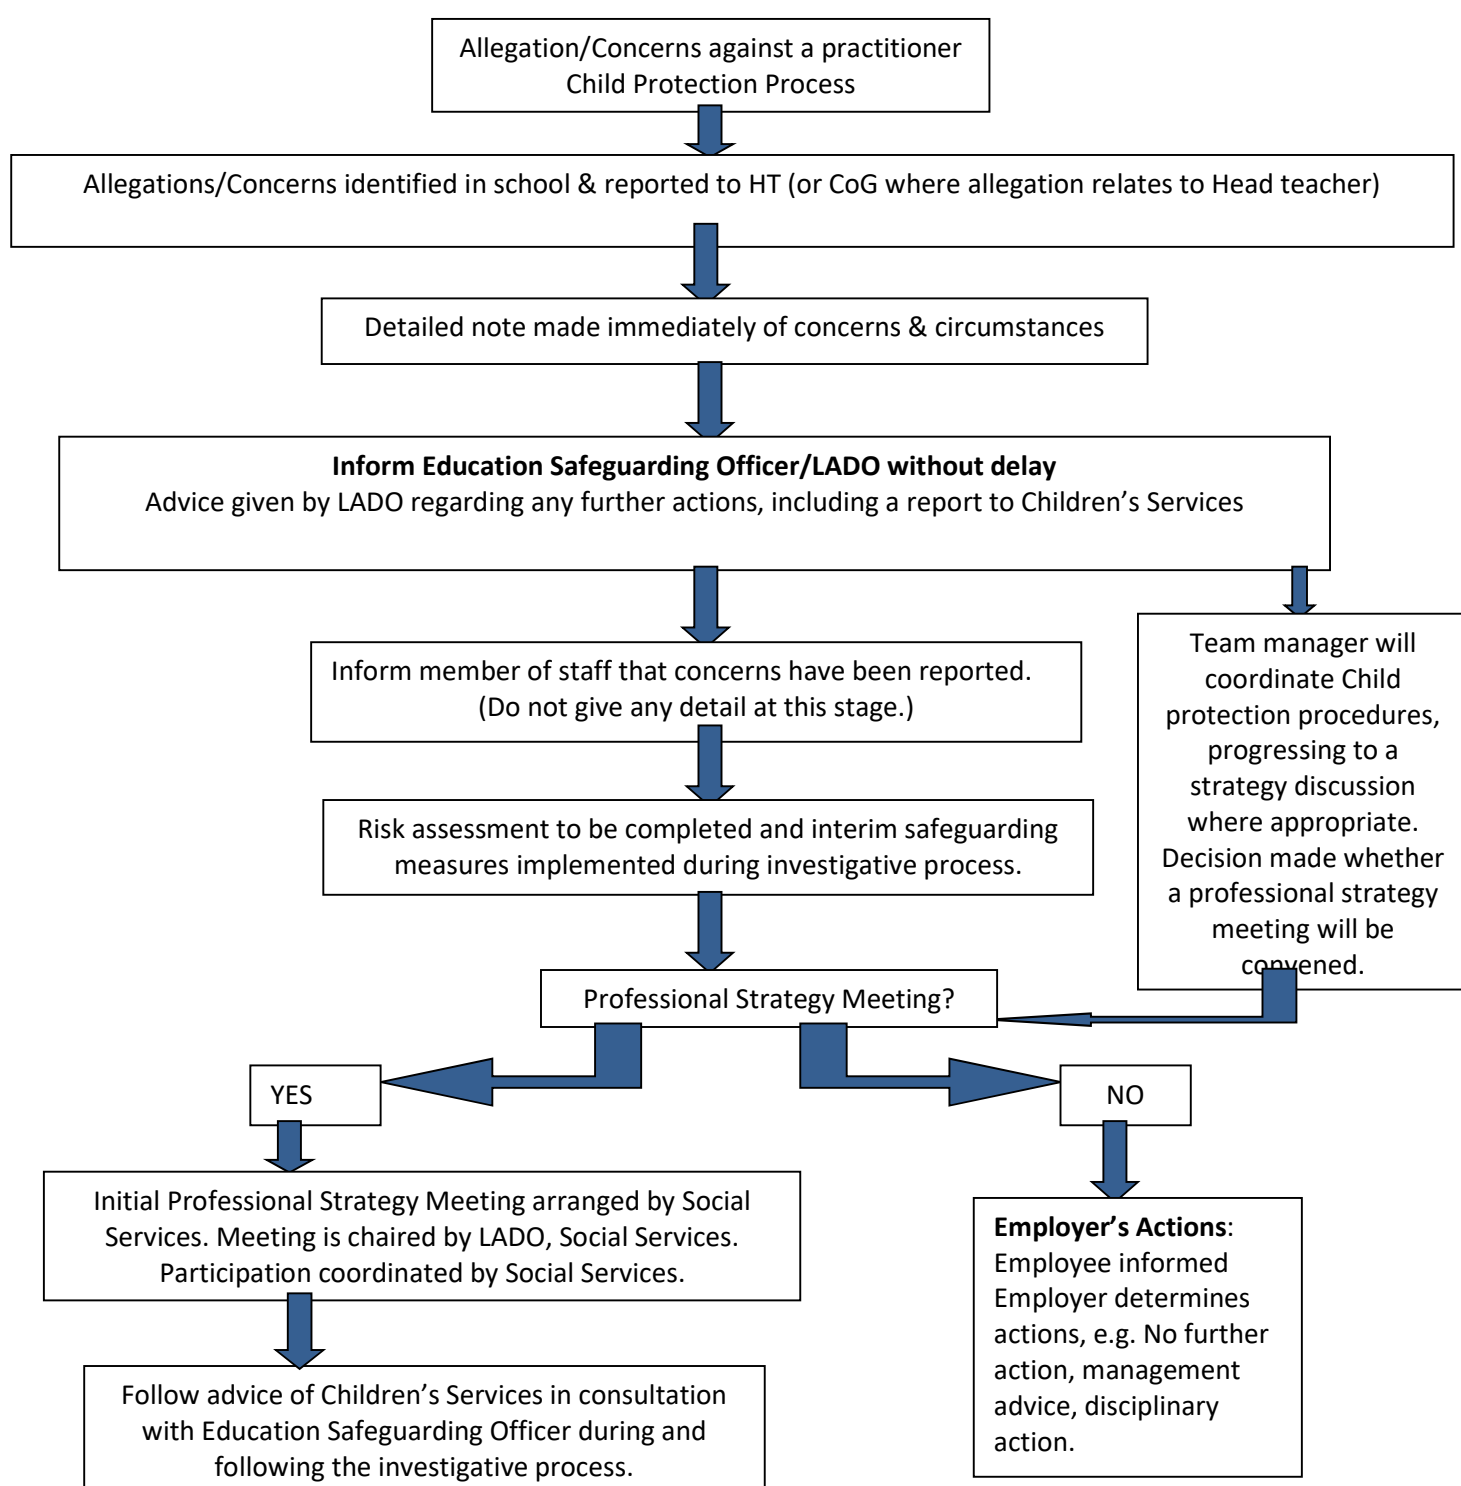 Allegation/Concerns against a practitioner
Child Protection Process
Allegations/Concerns identified in school & reported to HT (or CoG where allegation relates to Head teacher)
Detailed note made immediately of concerns & circumstances
Inform Education Safeguarding Officer/LADO without delay
Advice given by LADO regarding any further actions, including a report to Children’s Services
Inform member of staff that concerns have been reported.
(Do not give any detail at this stage.)
Team manager will
coordinate Child
protection procedures,
progressing to a
strategy discussion
where appropriate.
Decision made whether
a professional strategy
meeting will be
convened.
Risk assessment to be completed and interim safeguarding
measures implemented during investigative process.
Professional Strategy Meeting?
YES
NO
Initial Professional Strategy Meeting arranged by Social
Services. Meeting is chaired by LADO, Social Services.
Participation coordinated by Social Services.
Employer’s Actions:
Employee informed
Employer determines
actions, e.g. No further
action, management
advice, disciplinary
action.
Follow advice of Children’s Services in consultation
with Education Safeguarding Officer during and
following the investigative process.